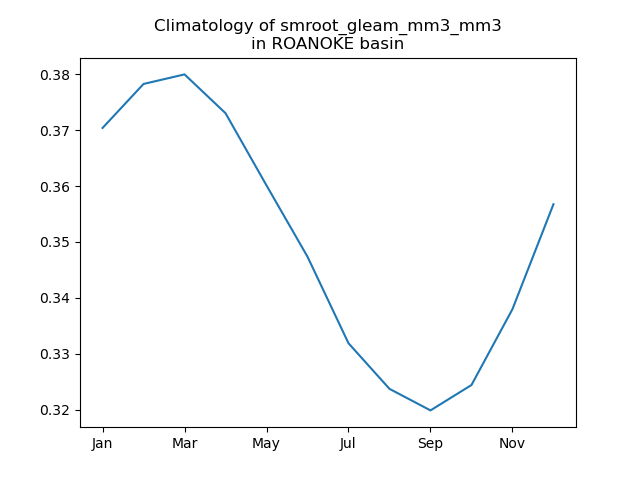 Climatology of smroot_gleam_mm3_mm3
in ROANOKE basin
0.38
0.37
0.36
0.35
0.34
0.33
0.32
Jan Mar May Jul Sep Nov